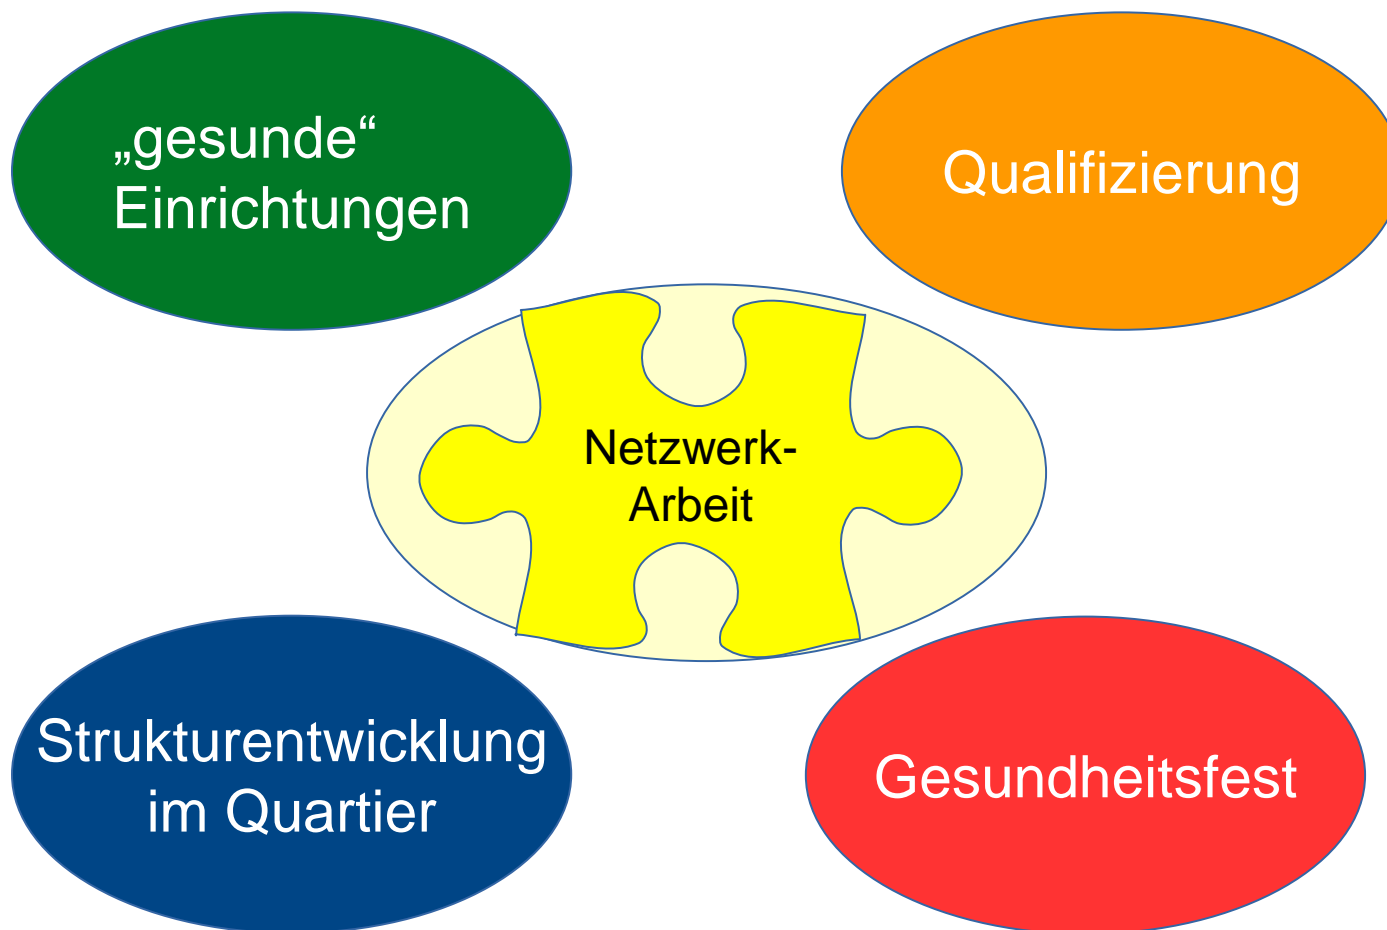 „gesunde“
Einrichtungen
Qualifizierung
Netzwerk-
Arbeit
Strukturentwicklung
im Quartier
Gesundheitsfest